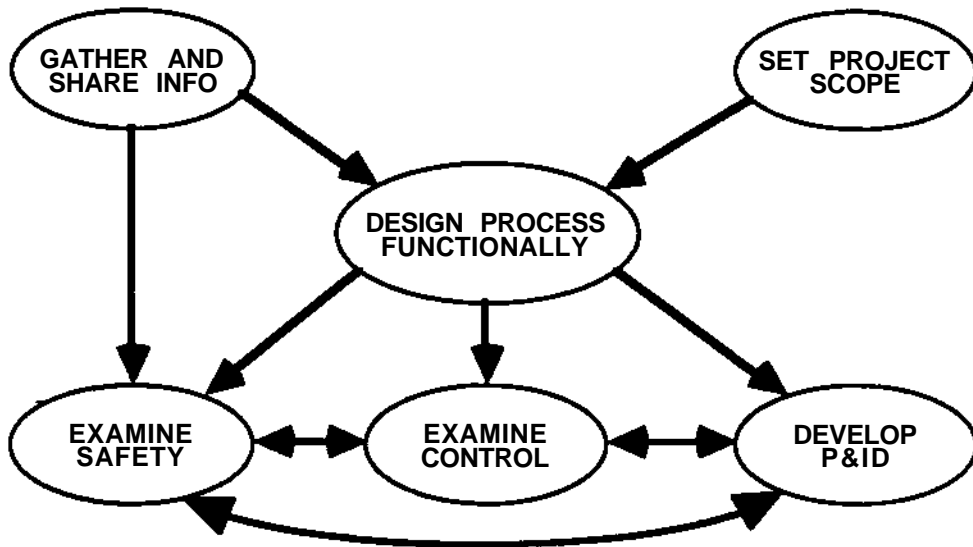 GATHER AND
SHARE INFO
SET PROJECT
SCOPE
DESIGN PROCESS
FUNCTIONALLY
EXAMINE
SAFETY
EXAMINE
CONTROL
DEVELOP
P&ID